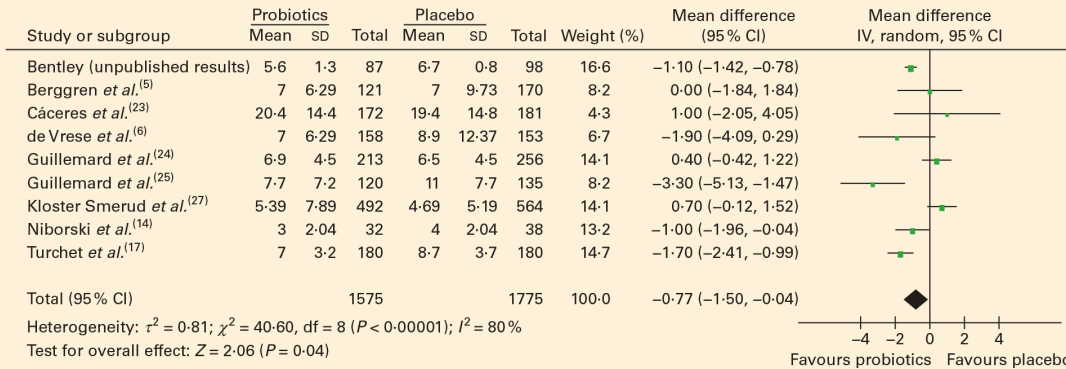 Probiotics Placebo Mean difference Mean difference
Study or subgroup Mean SD Total Mean SD Total Weight (%) (95 % CI) IV, random, 95 % CI
Bentley (unpublished results) 5·6 1·3 87 6·7 0·8 98 16·6 −1·10 (−1·42, −0·78)
Berggren et al.(5) 7 6·29 121 7 9·73 170 8·2 0·00 (−1·84, 1·84)
Cáceres et al.(23) 20·4 14·4 172 19·4 14·8 181 4·3 1·00 (−2·05, 4·05)
de Vrese et al.(6) 7 6·29 158 8·9 12·37 153 6·7 −1·90 (−4·09, 0·29)
Guillemard et al.(24) 6·9 4·5 213 6·5 4·5 256 14·1 0·40 (−0·42, 1·22)
Guillemard et al.(25) 7·7 7·2 120 11 7·7 135 8·2 −3·30 (−5·13, −1·47)
Kloster Smerud et al.(27) 5·39 7·89 492 4·69 5·19 564 14·1 0·70 (−0·12, 1·52)
Niborski et al.(14) 3 2·04 32 4 2·04 38 13·2 −1·00 (−1·96, −0·04)
Turchet et al.(17) 7 3·2 180 8·7 3·7 180 14·7 −1·70 (−2·41, −0·99)
Total (95 % CI) 1575 1775 100·0 −0·77 (−1·50, −0·04)
Heterogeneity: τ² = 0·81; χ² = 40·60, df = 8 (P < 0·00001); I² = 80 %
−4 −2 0 2 4
Test for overall effect: Z = 2·06 (P = 0·04)
Favours probiotics Favours placebo